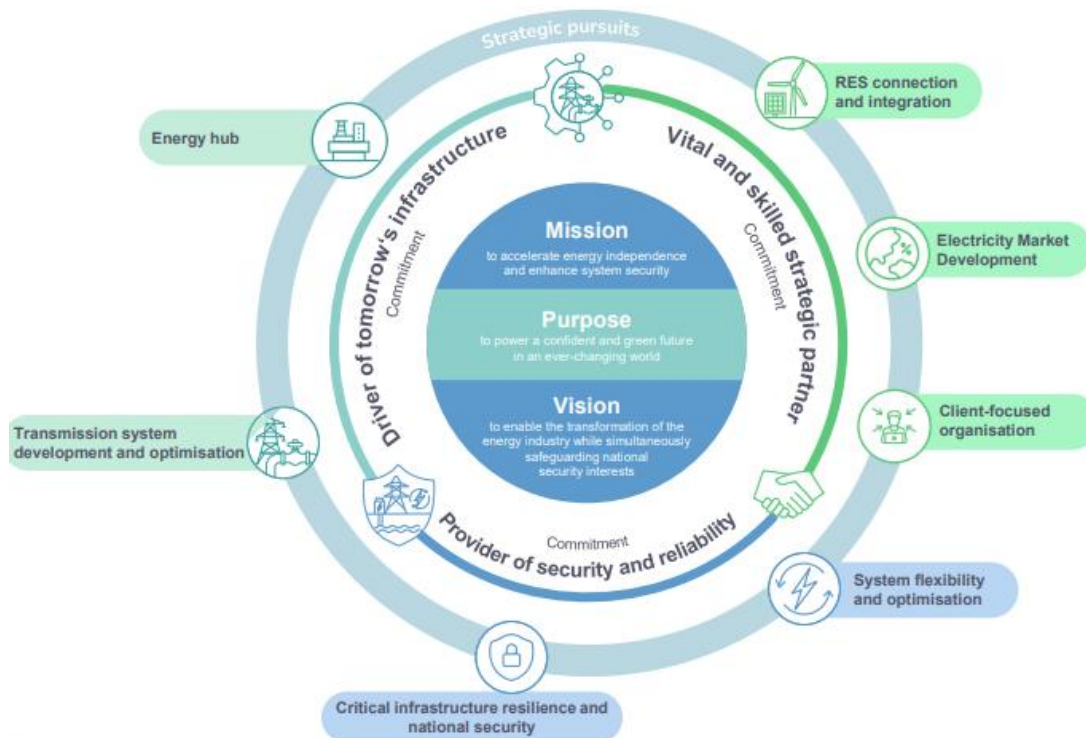 Strategic pursuits
RES connection
and integration
Energy hub
Driver of tomorrow's infrastructure
Commitment
Vital and skilled strategic partner
Commitment
Mission
to accelerate energy independence
and enhance system security
Electricity Market
Development
Purpose
to power a confident and green future
in an ever-changing world
Vision
to enable the transformation of the
energy industry while simultaneously
safeguarding national
security interests
Client-focused
organisation
Transmission system
development and optimisation
Commitment
Provider of security and reliability
System flexibility
and optimisation
Critical infrastructure resilience and
national security